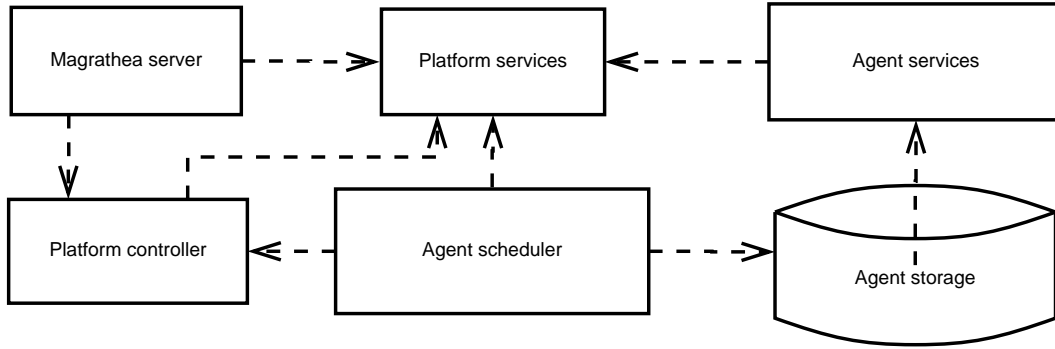 Magrathea server
Platform services
Agent services
Platform controller
Agent scheduler
Agent storage